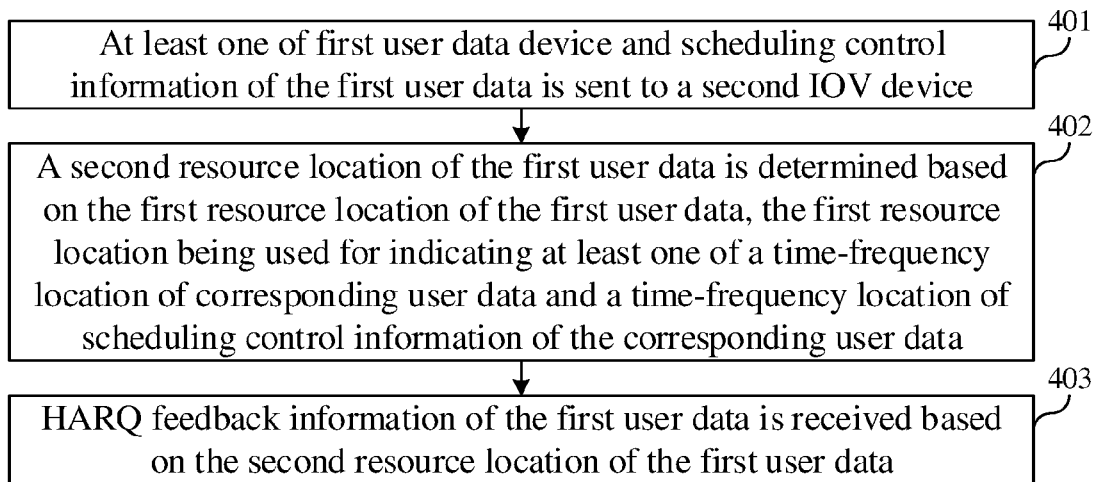 401
At least one of first user data device and scheduling control
information of the first user data is sent to a second IOV device
402
A second resource location of the first user data is determined based
on the first resource location of the first user data, the first resource
location being used for indicating at least one of a time-frequency
location of corresponding user data and a time-frequency location of
scheduling control information of the corresponding user data
403
HARQ feedback information of the first user data is received based
on the second resource location of the first user data